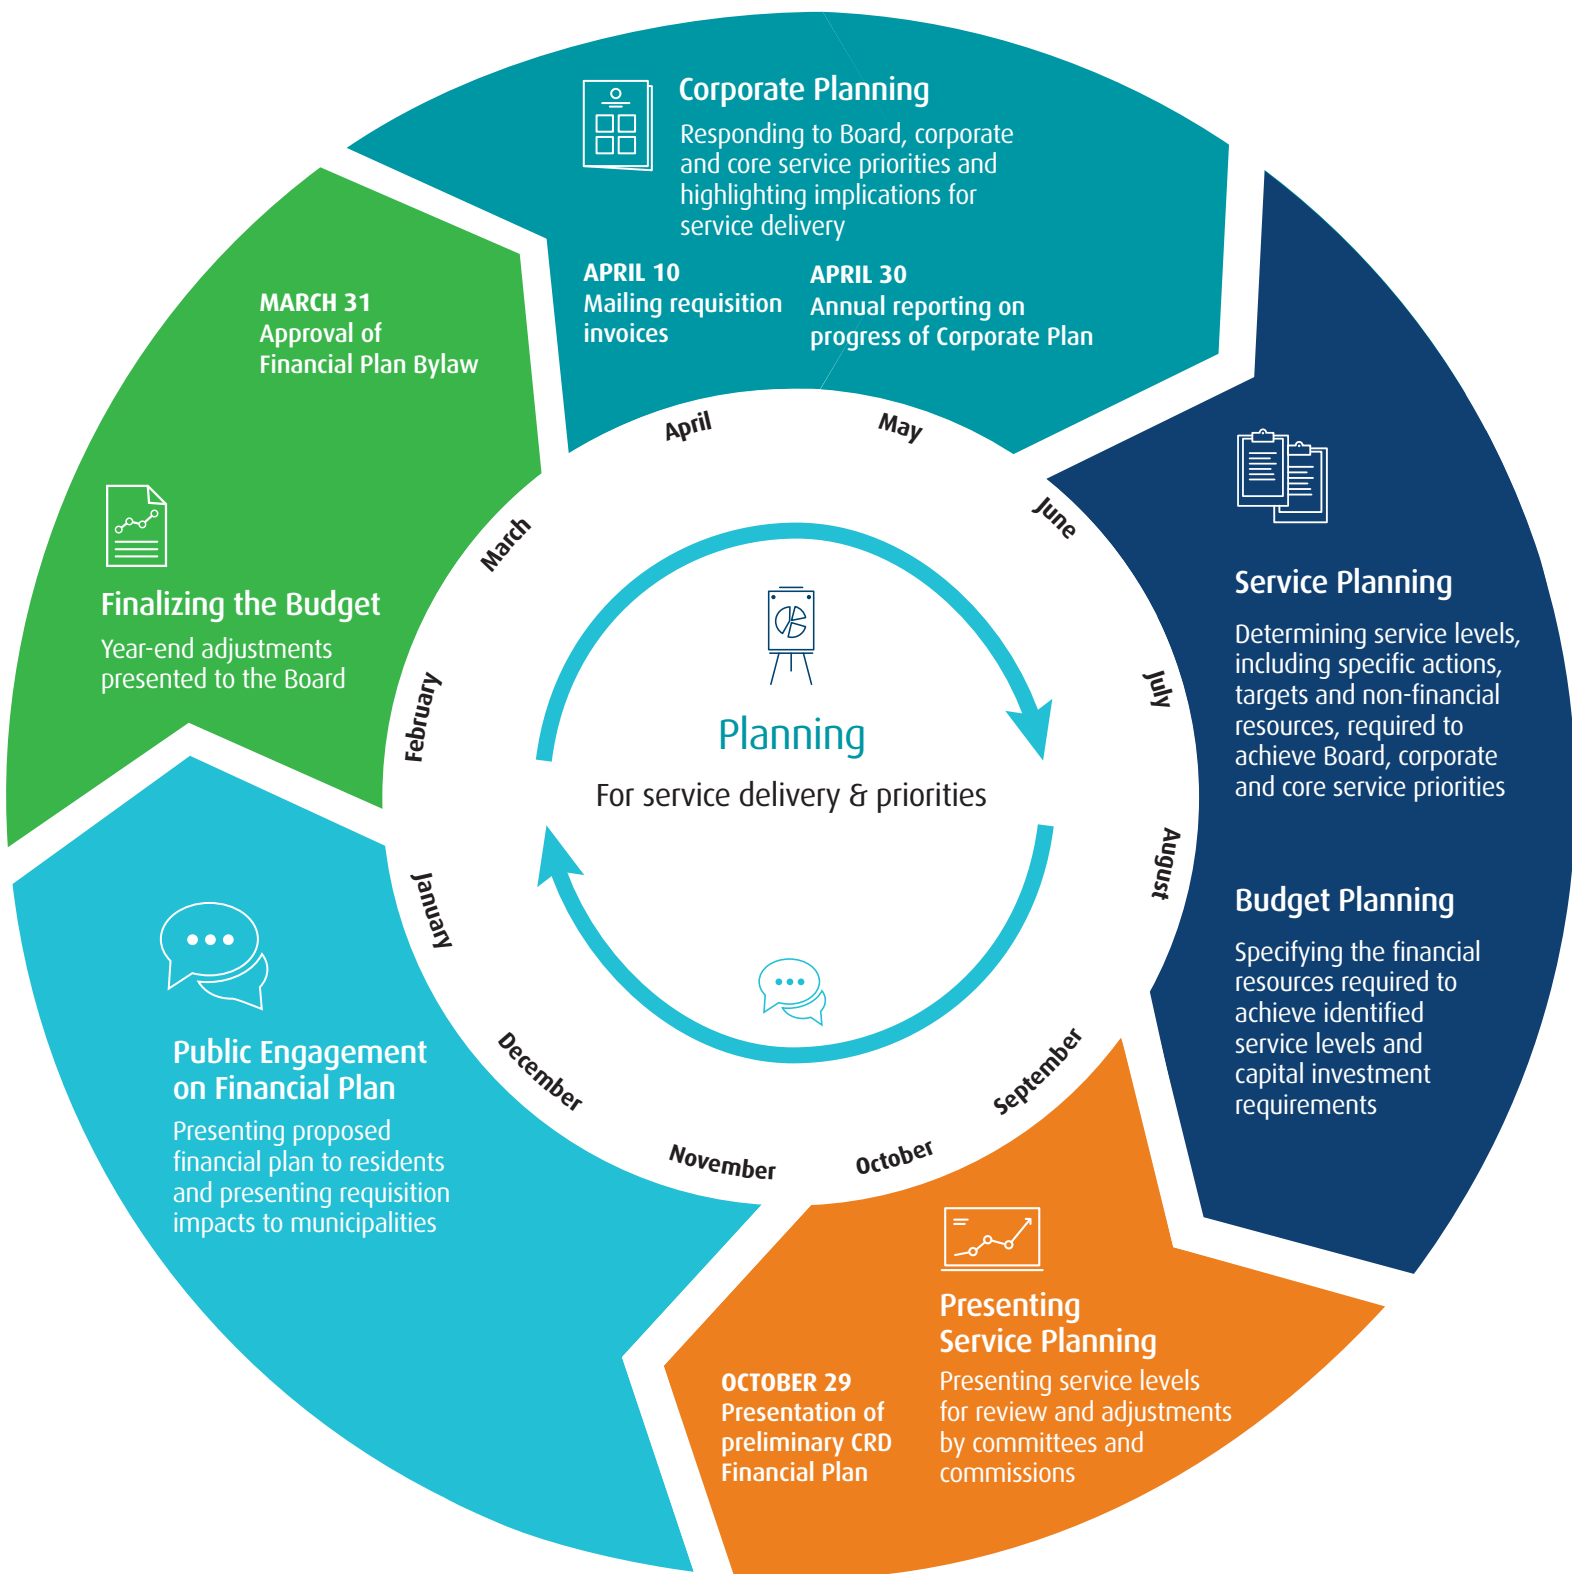 Corporate Planning
Responding to Board, corporate
and core service priorities and
highlighting implications for
service delivery
APRIL 10
Mailing requisition
invoices
APRIL 30
Annual reporting on
progress of Corporate Plan
Service Planning
Determining service levels,
including specific actions,
targets and non-financial
resources, required to
achieve Board, corporate
and core service priorities
Budget Planning
Specifying the financial
resources required to
achieve identified
service levels and
capital investment
requirements
Presenting
Service Planning
Presenting service levels
for review and adjustments
by committees and
commissions
OCTOBER 29
Presentation of
preliminary CRD
Financial Plan
Public Engagement
on Financial Plan
Presenting proposed
financial plan to residents
and presenting requisition
impacts to municipalities
Finalizing the Budget
Year-end adjustments
presented to the Board
MARCH 31
Approval of
Financial Plan Bylaw
April
May
June
July
August
September
October
November
December
January
February
March
Planning
For service delivery & priorities